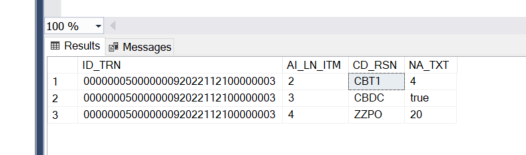 100 %
Results Messages
ID_TRN AI_LN_ITM CD_RSN NA_TXT
1 00000005000000092022112100000003 2 CBT1 4
2 00000005000000092022112100000003 3 CBDC true
3 00000005000000092022112100000003 4 ZZPO 20